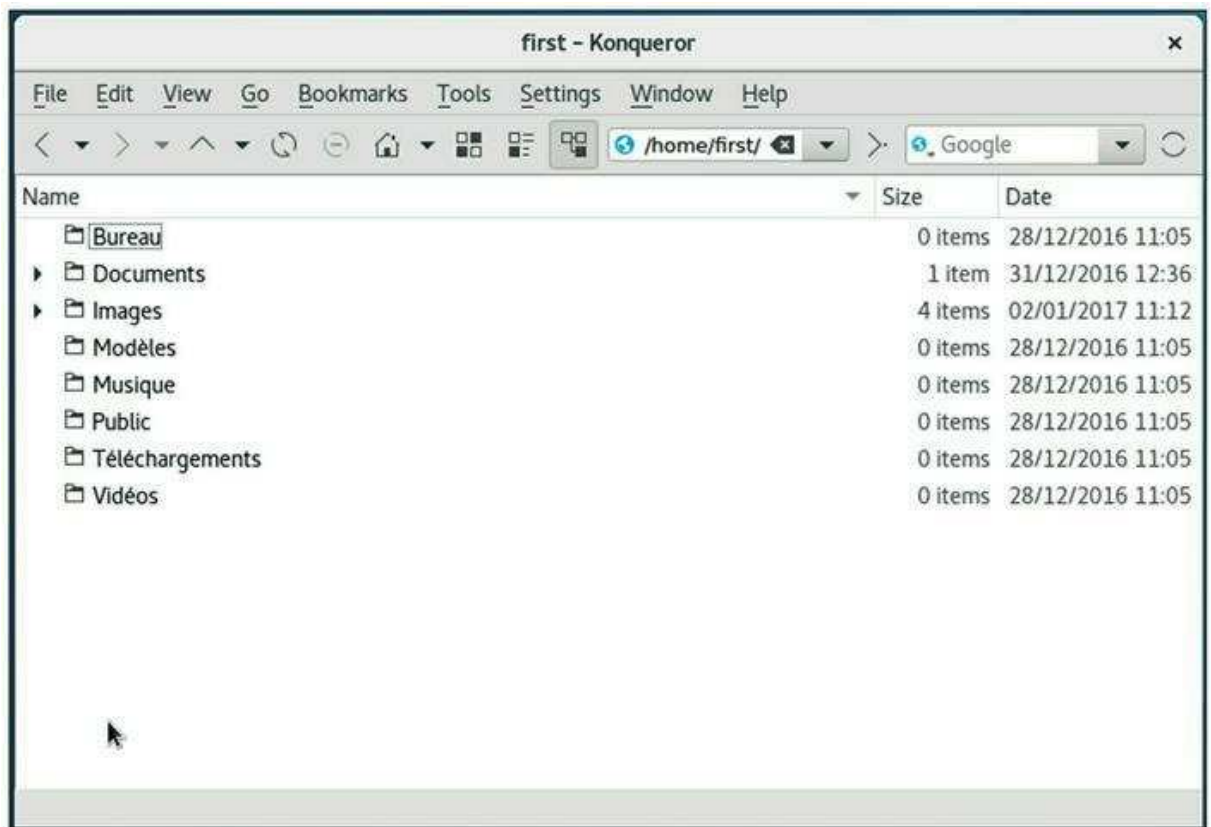 first – Konqueror
File Edit View Go Bookmarks Tools Settings Window Help
/home/first/ Google
Name Size Date
Bureau 0 items 28/12/2016 11:05
Documents 1 item 31/12/2016 12:36
Images 4 items 02/01/2017 11:12
Modèles 0 items 28/12/2016 11:05
Musique 0 items 28/12/2016 11:05
Public 0 items 28/12/2016 11:05
Téléchargements 0 items 28/12/2016 11:05
Vidéos 0 items 28/12/2016 11:05